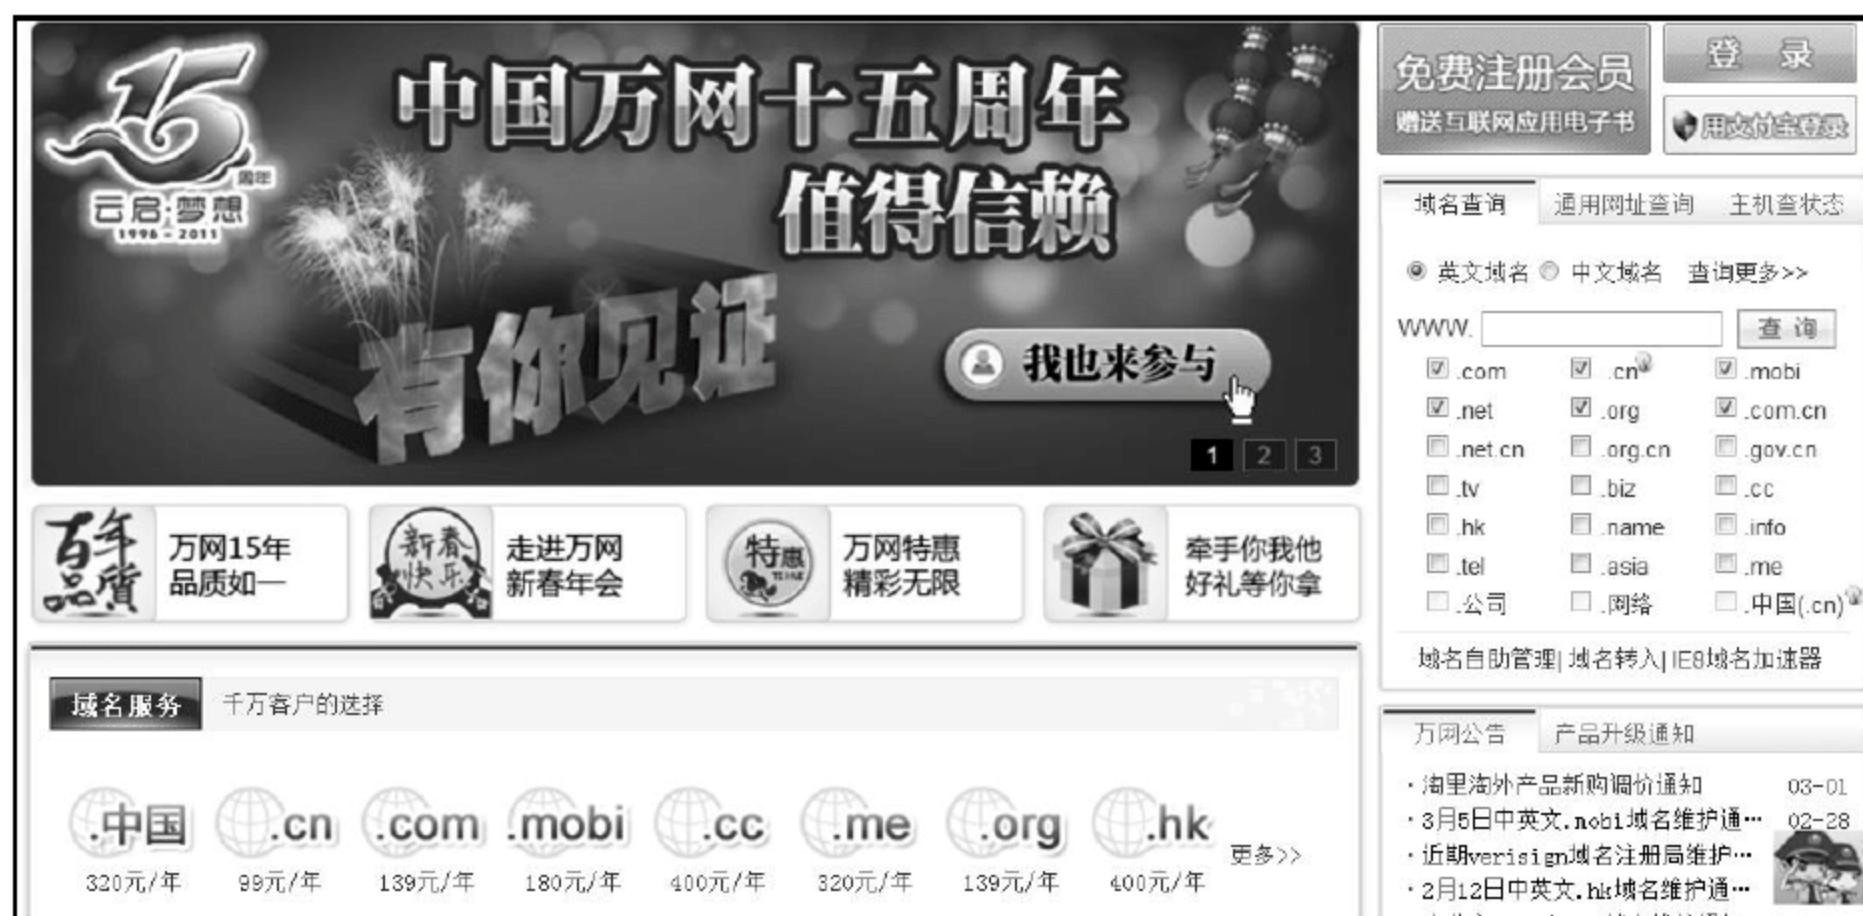 15
周年
云启·梦想
1996 - 2011
中国万网十五周年
值得信赖
有你见证
我也来参与
1 2 3
免费注册会员
赠送互联网应用电子书
登 录
用支付宝登录
域名查询 通用网址查询 主机查状态
英文域名 中文域名 查询更多>>
www. 查 询
.com .cn .mobi
.net .org .com.cn
.net.cn .org.cn .gov.cn
.tv .biz .cc
.hk .name .info
.tel .asia .me
.公司 .网络 .中国(.cn)
域名自助管理| 域名转入| IE8域名加速器
百年品質
万网15年
品质如一
新春快乐
走进万网
新春年会
特惠
万网特惠
精彩无限
牵手你我他
好礼等你拿
域名服务 千万客户的选择
.中国 .cn .com .mobi .cc .me .org .hk
320元/年 99元/年 139元/年 180元/年 400元/年 320元/年 139元/年 400元/年
更多>>
万网公告 产品升级通知
·淘里淘外产品新购调价通知 03-01
·3月5日中英文.mobi域名维护通… 02-28
·近期verisign域名注册局维护…
·2月12日中英文.hk域名维护通…